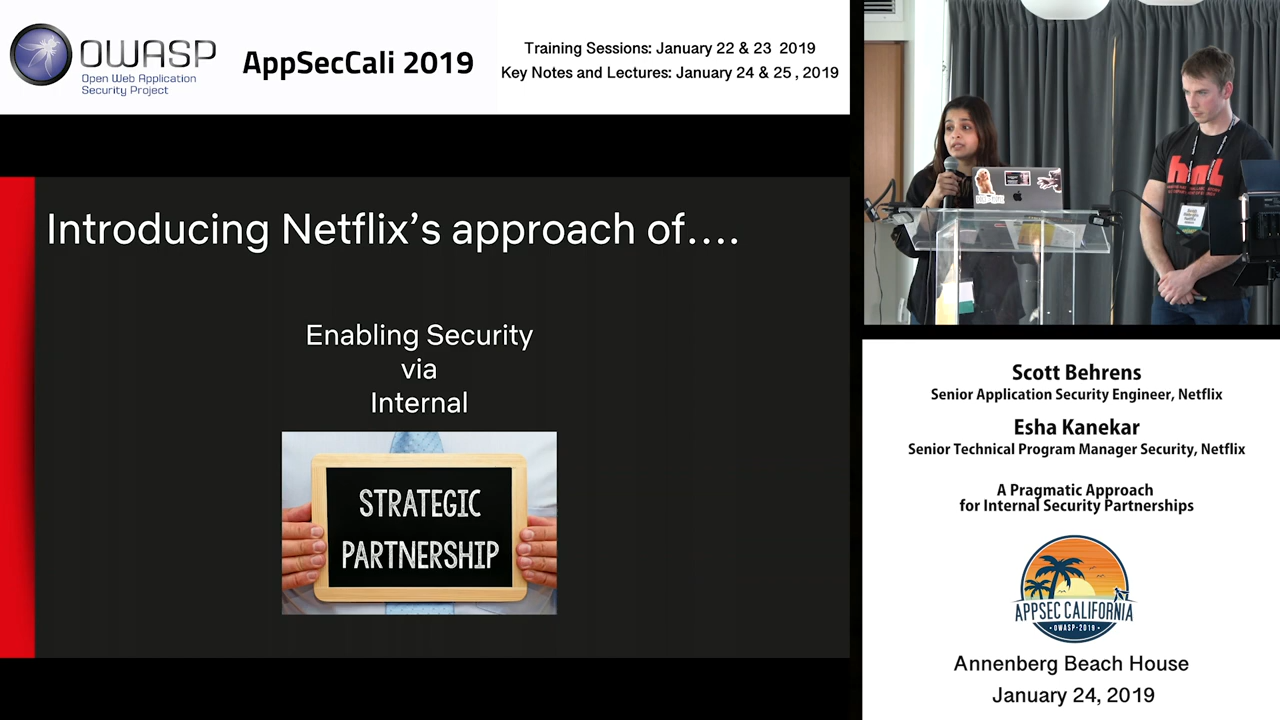 OWASP
Open Web Application
Security Project
AppSecCali 2019
Training Sessions: January 22 & 23 2019
Key Notes and Lectures: January 24 & 25 , 2019
Introducing Netflix's approach of....
Enabling Security
via
Internal
STRATEGIC
PARTNERSHIP
Scott Behrens
Senior Application Security Engineer, Netflix
Esha Kanekar
Senior Technical Program Manager Security, Netflix
A Pragmatic Approach
for Internal Security Partnerships
APPSEC CALIFORNIA
• OWASP-2019 •
Annenberg Beach House
January 24, 2019